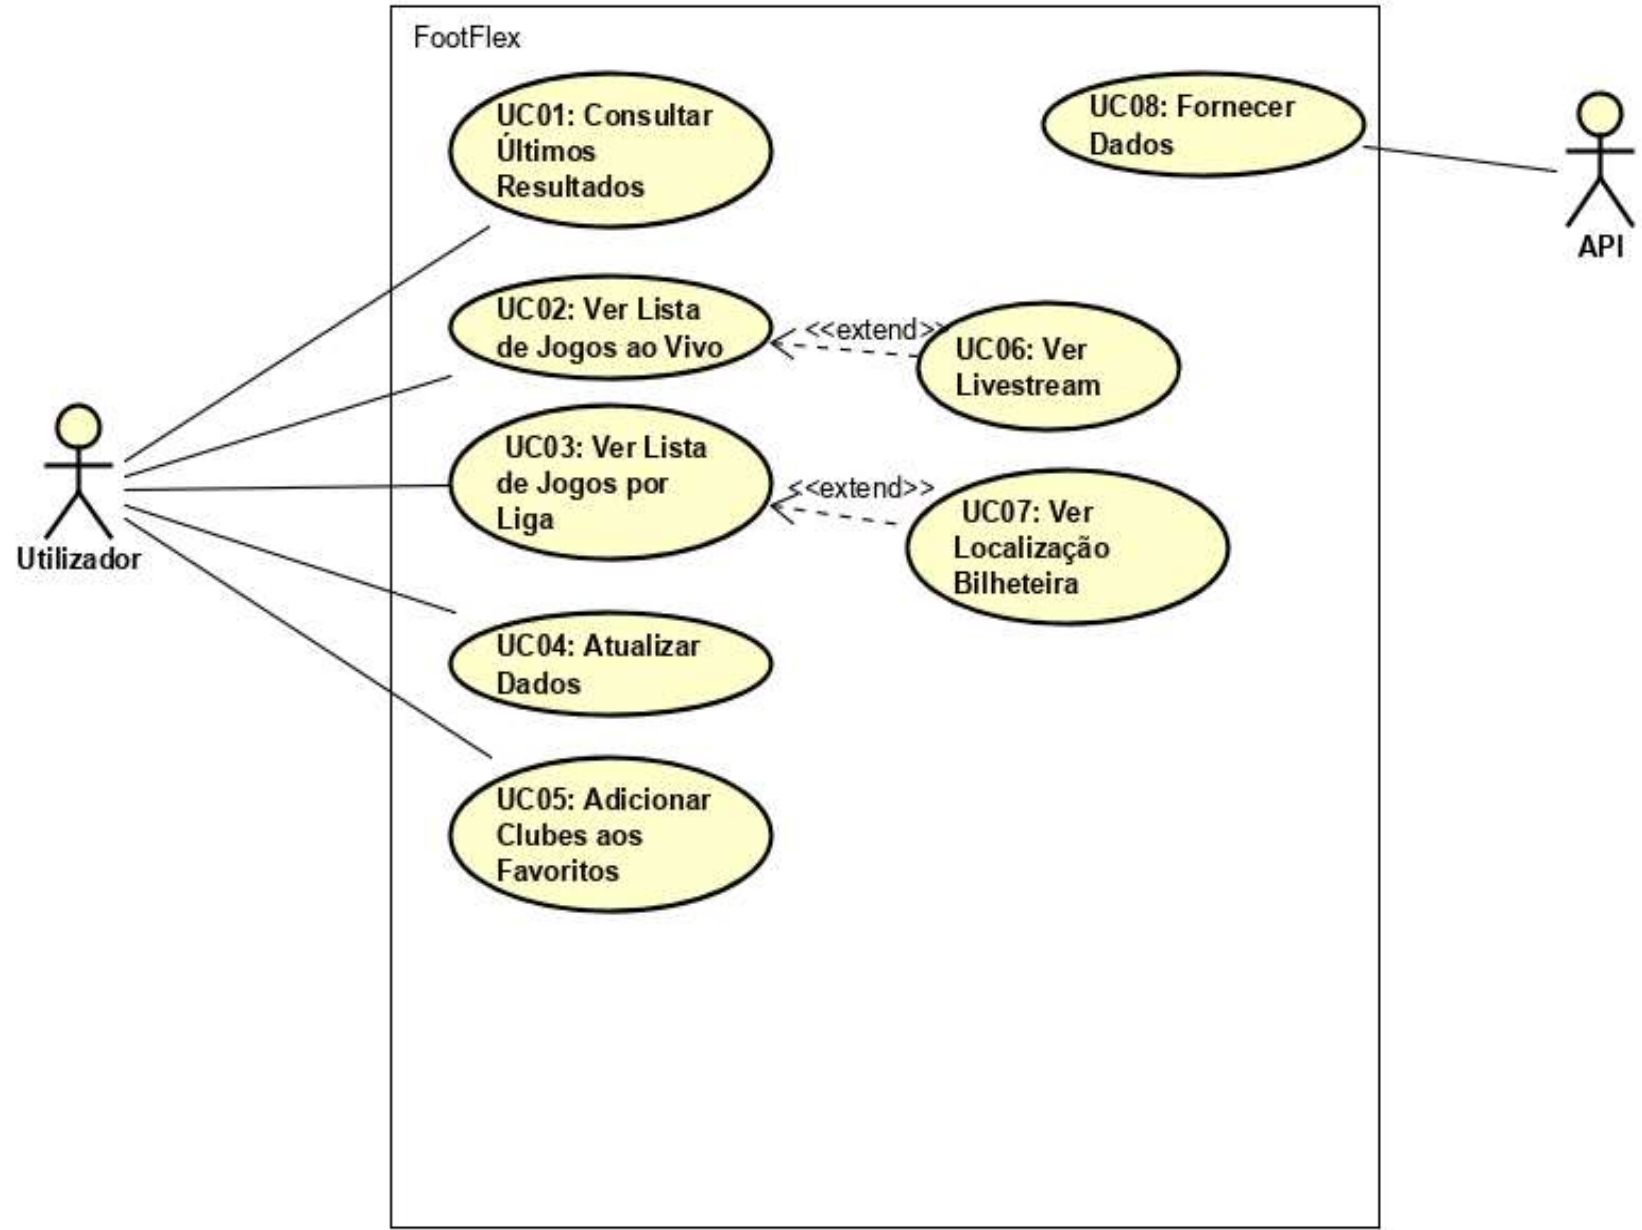 FootFlex
UC01: Consultar
Últimos
Resultados
UC08: Fornecer
Dados
API
UC02: Ver Lista
de Jogos ao Vivo
<<extend>>
UC06: Ver
Livestream
UC03: Ver Lista
de Jogos por
Liga
<<extend>>
UC07: Ver
Localização
Bilheteira
Utilizador
UC04: Atualizar
Dados
UC05: Adicionar
Clubes aos
Favoritos